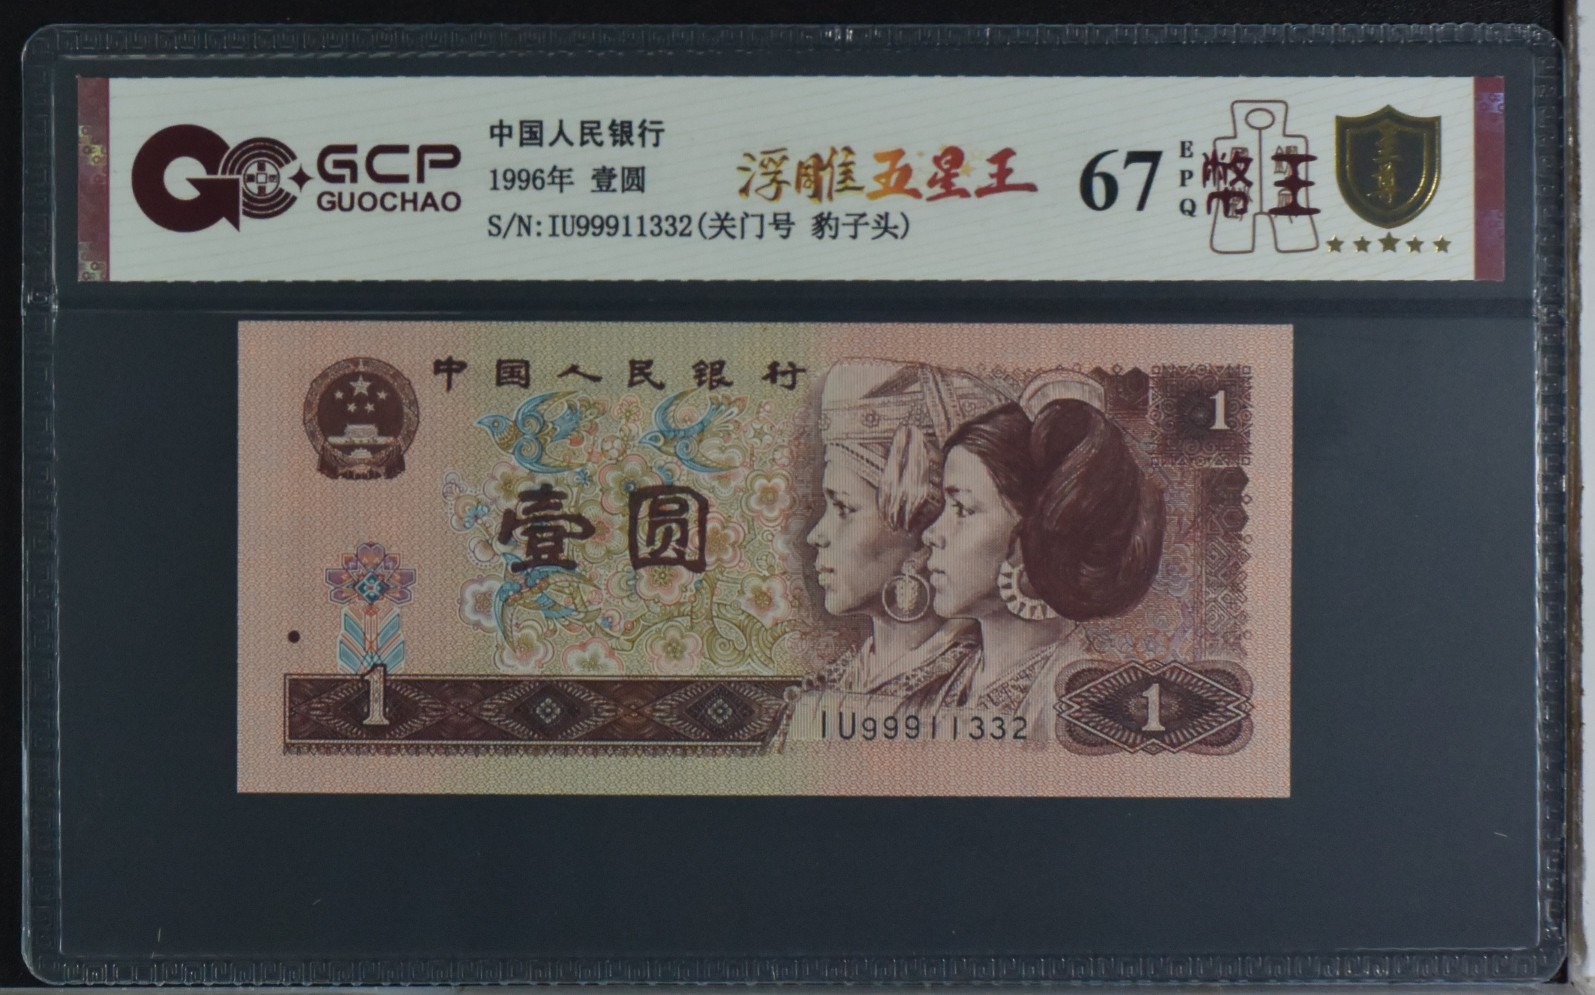 GCP
GUOCHAO
中国人民银行
1996年 壹圆
S/N:IU99911332(关门号 豹子头)
浮雕五星王
67
EPQ
至尊
中国人民银行
1
壹圆
1
IU99911332
1